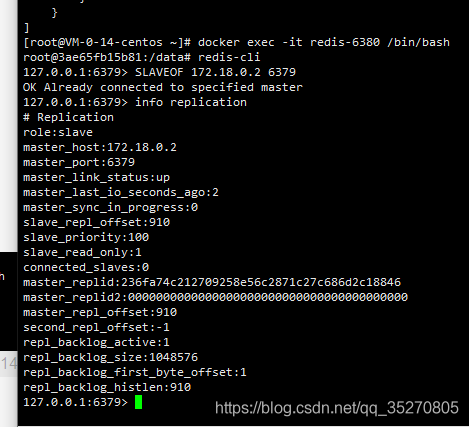 }
]
[root@VM-0-14-centos ~]# docker exec -it redis-6380 /bin/bash
root@3ae65fb15b81:/data# redis-cli
127.0.0.1:6379> SLAVEOF 172.18.0.2 6379
OK Already connected to specified master
127.0.0.1:6379> info replication
# Replication
role:slave
master_host:172.18.0.2
master_port:6379
master_link_status:up
master_last_io_seconds_ago:2
master_sync_in_progress:0
slave_repl_offset:910
slave_priority:100
slave_read_only:1
connected_slaves:0
master_replid:236fa74c212709258e56c2871c27c686d2c18846
master_replid2:0000000000000000000000000000000000000000
master_repl_offset:910
second_repl_offset:-1
repl_backlog_active:1
repl_backlog_size:1048576
repl_backlog_first_byte_offset:1
repl_backlog_histlen:910
127.0.0.1:6379>
https://blog.csdn.net/qq_35270805
h
14